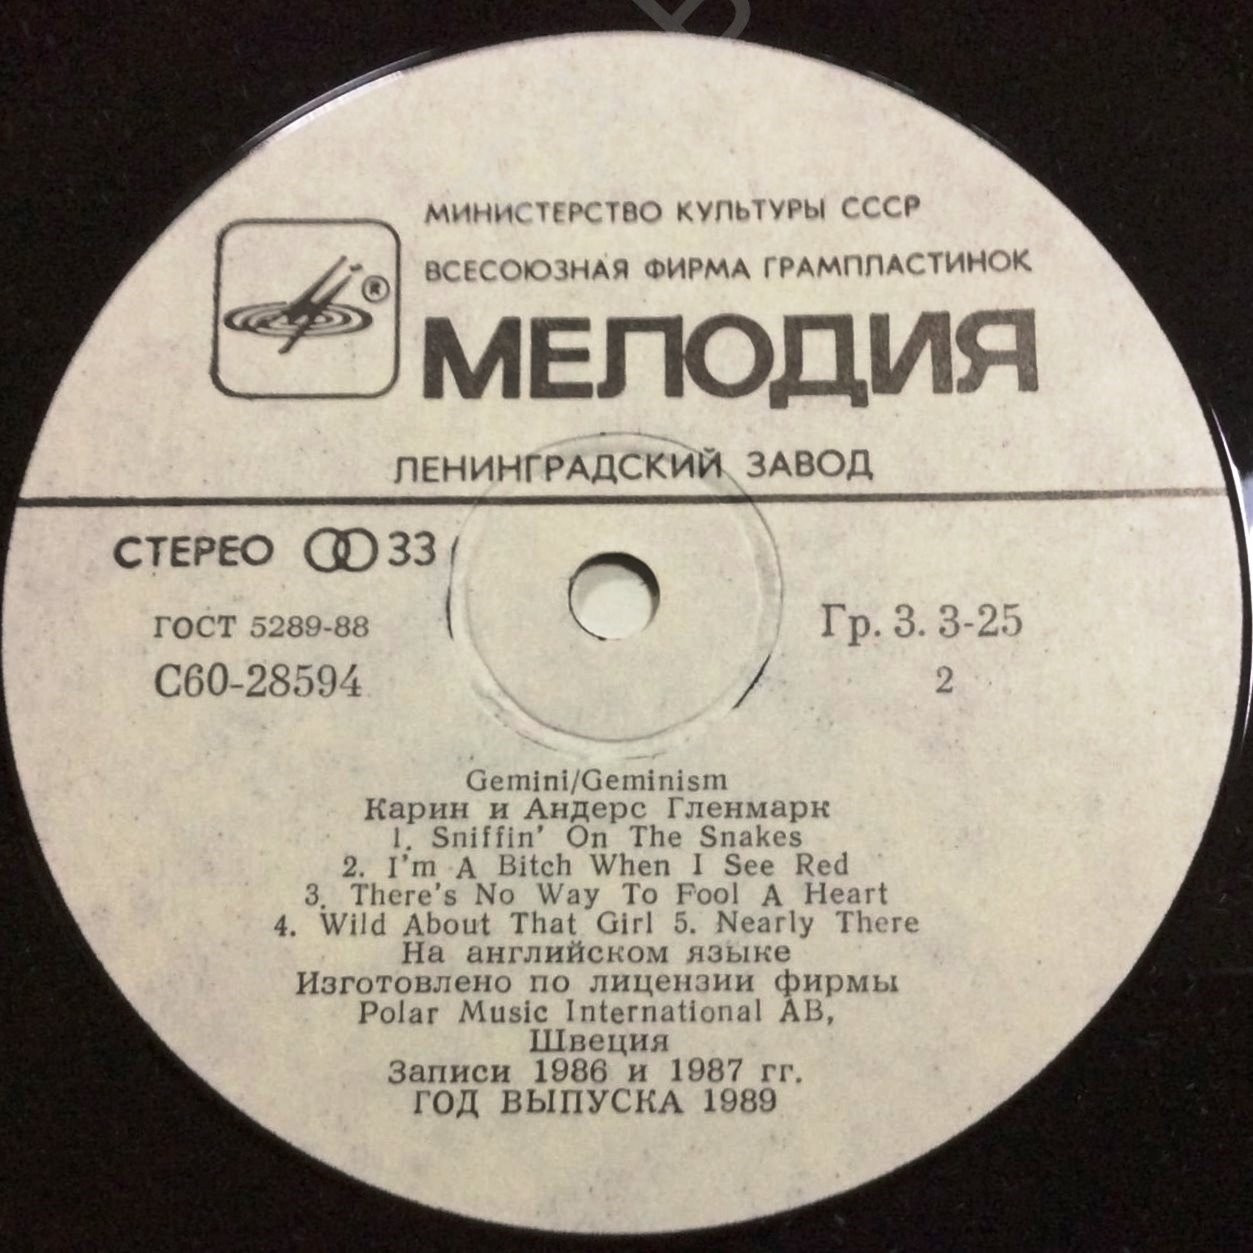 МИНИСТЕРСТВО КУЛЬТУРЫ СССР
ВСЕСОЮЗНАЯ ФИРМА ГРАМПЛАСТИНОК
®
МЕЛОДИЯ
ЛЕНИНГРАДСКИЙ ЗАВОД
СТЕРЕО 33
ГОСТ 5289-88
С60-28594
Гр. 3. 3-25
2
Gemini/Geminism
Карин и Андерс Гленмарк
1. Sniffin' On The Snakes
2. I'm A Bitch When I See Red
3. There's No Way To Fool A Heart
4. Wild About That Girl 5. Nearly There
На английском языке
Изготовлено по лицензии фирмы
Polar Music International AB,
Швеция
Записи 1986 и 1987 гг.
ГОД ВЫПУСКА 1989